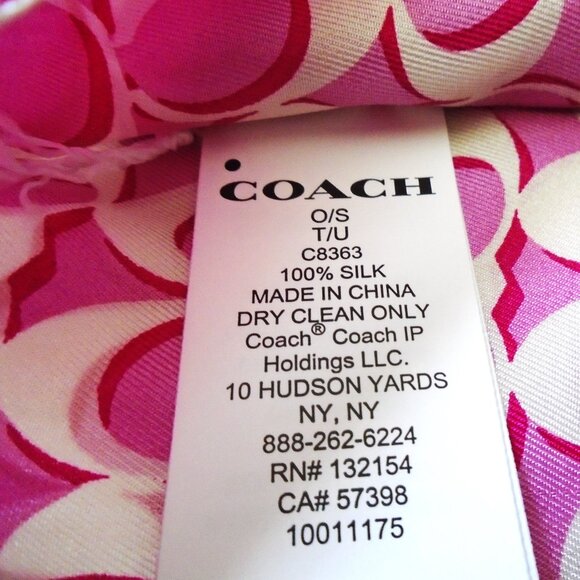 COACH
O/S
T/U
C8363
100% SILK
MADE IN CHINA
DRY CLEAN ONLY
Coach® Coach IP
Holdings LLC.
10 HUDSON YARDS
NY, NY
888-262-6224
RN# 132154
CA# 57398
10011175